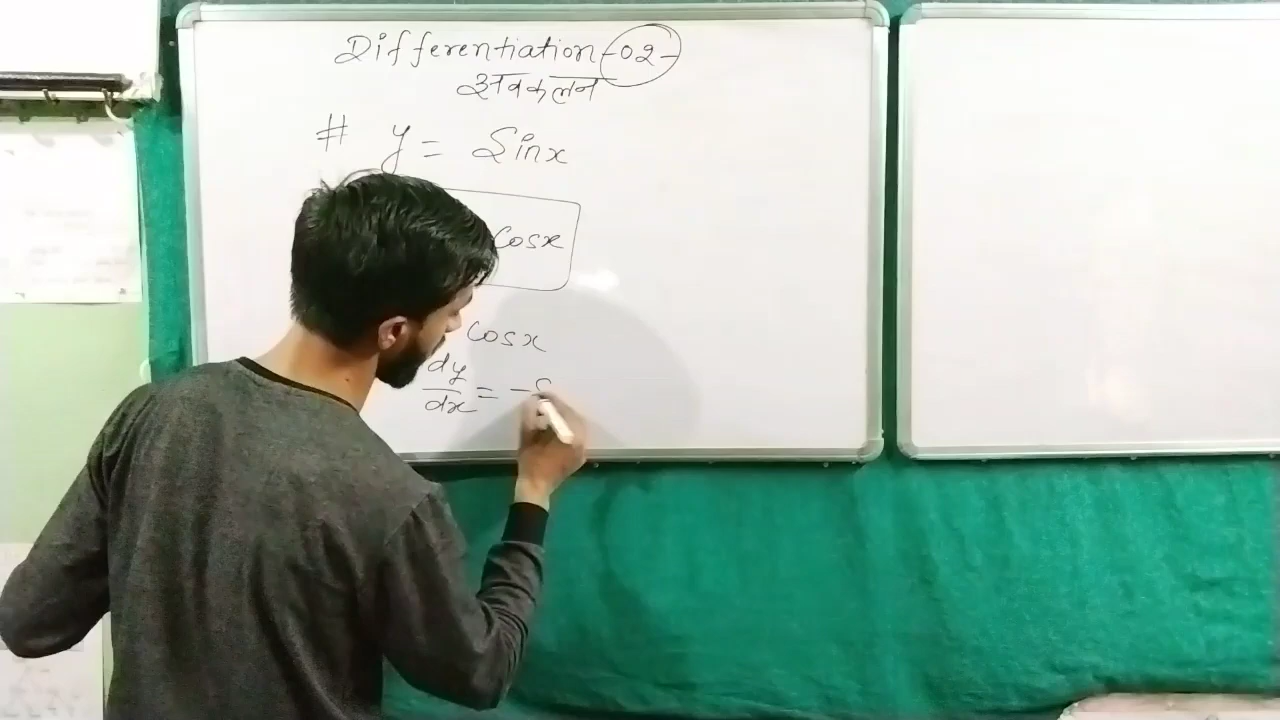 Differentiation-02-
अवकलन
# y = Sinx
Cosx
Cosx
dy/dx = -S